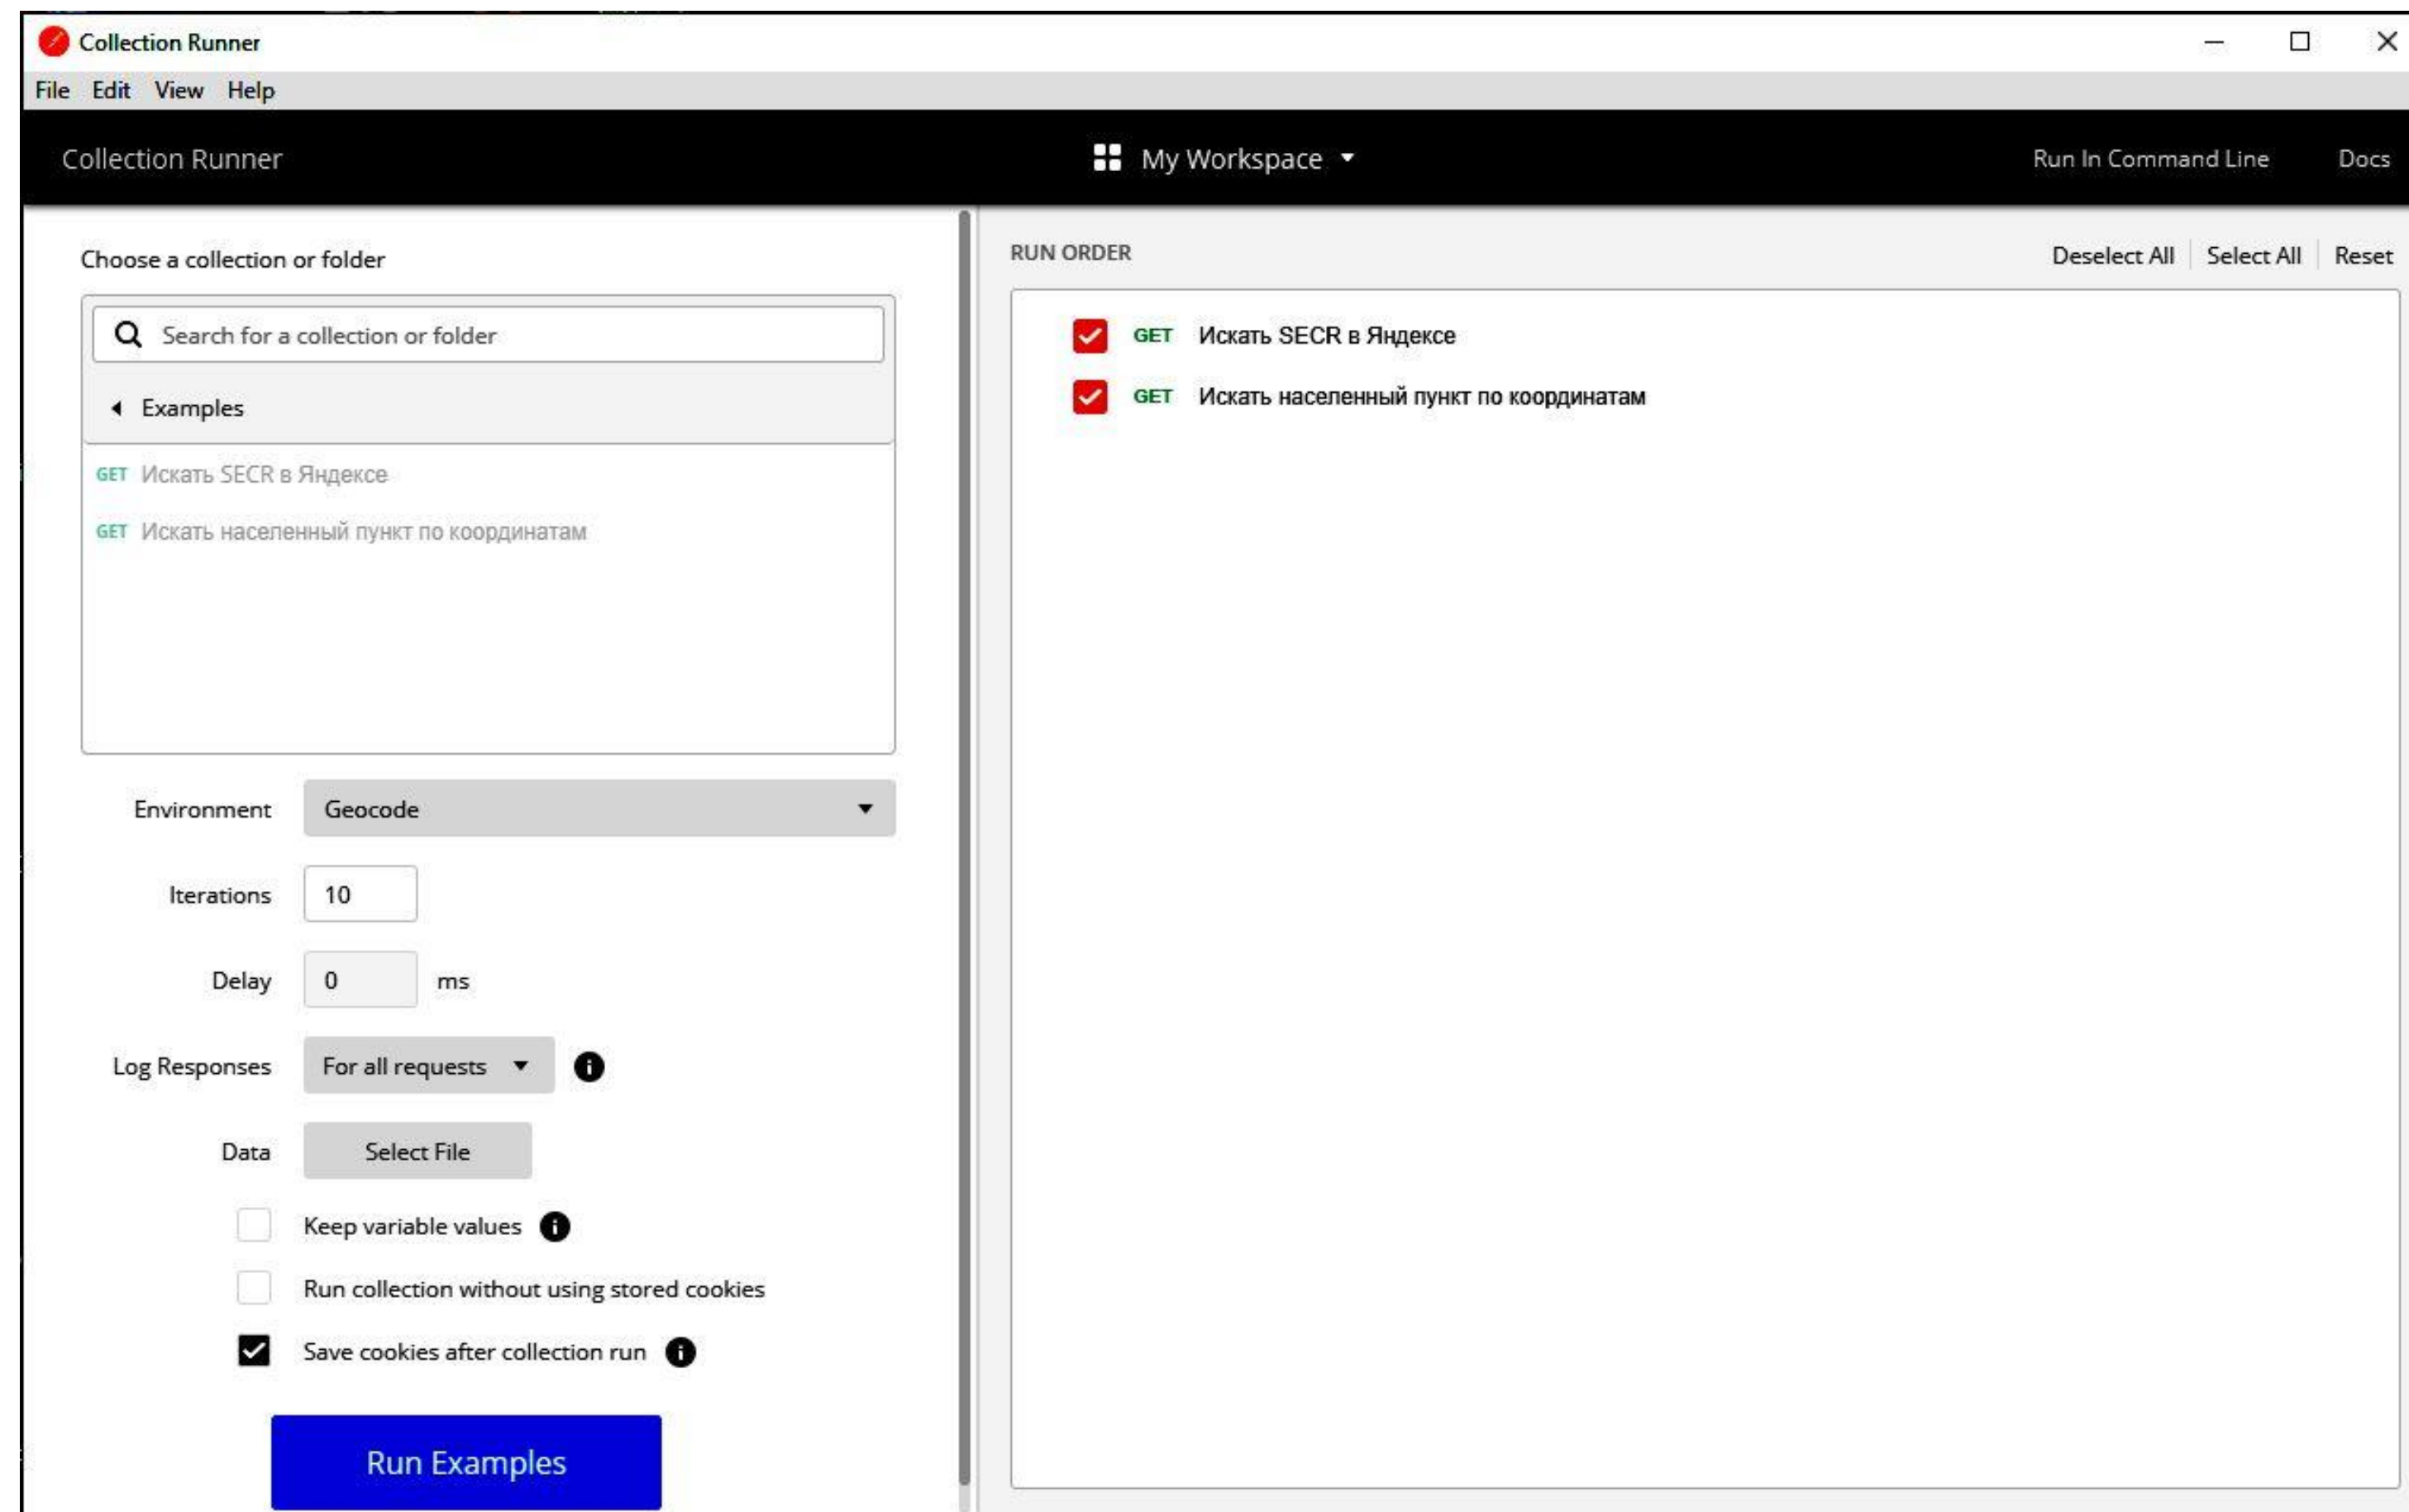 Collection Runner
File Edit View Help
Collection Runner
My Workspace
Run In Command Line
Docs
Choose a collection or folder
Search for a collection or folder
Examples
GET Искать SECR в Яндексе
GET Искать населенный пункт по координатам
Environment Geocode
Iterations 10
Delay 0 ms
Log Responses For all requests
Data Select File
Keep variable values
Run collection without using stored cookies
Save cookies after collection run
Run Examples
RUN ORDER
Deselect All Select All Reset
GET Искать SECR в Яндексе
GET Искать населенный пункт по координатам